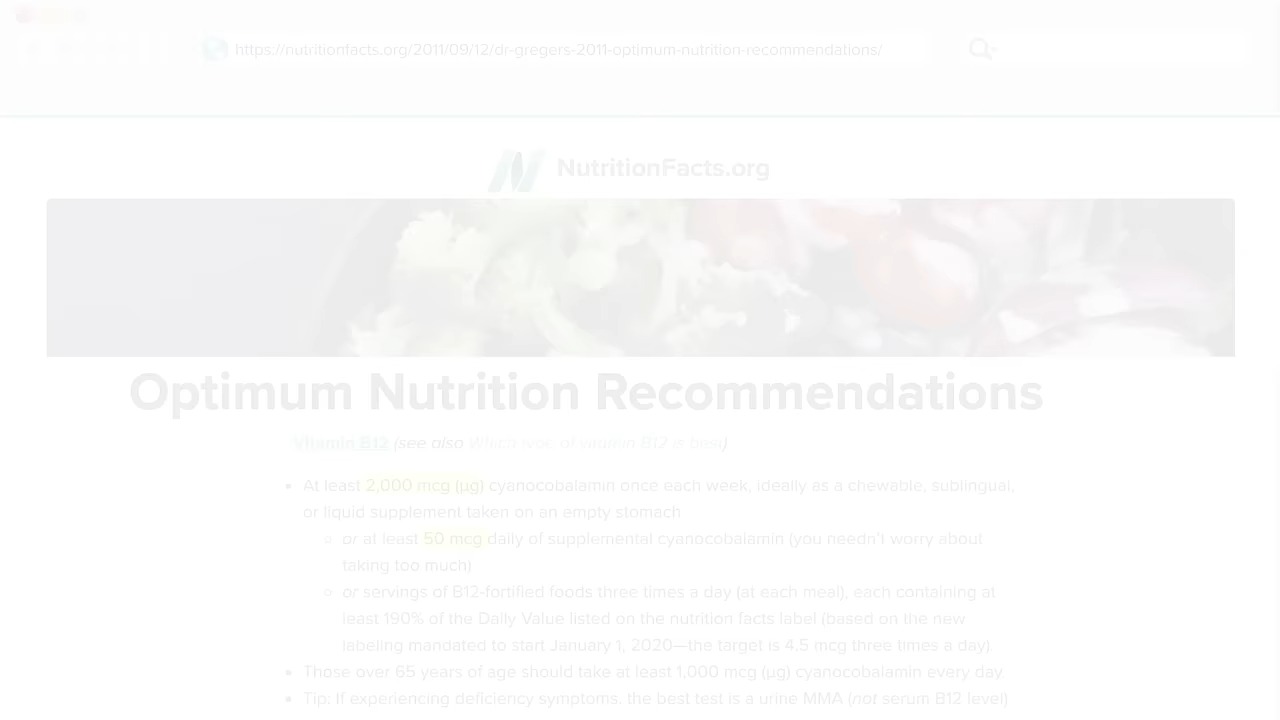 https://nutritionfacts.org/2011/09/12/dr-gregers-2011-optimum-nutrition-recommendations/
NutritionFacts.org
Optimum Nutrition Recommendations
Vitamin B12 (see also Which type of vitamin B12 is best)
• At least 2,000 mcg (µg) cyanocobalamin once each week, ideally as a chewable, sublingual,
or liquid supplement taken on an empty stomach
○ or at least 50 mcg daily of supplemental cyanocobalamin (you needn't worry about
taking too much)
○ or servings of B12-fortified foods three times a day (at each meal), each containing at
least 190% of the Daily Value listed on the nutrition facts label (based on the new
labeling mandated to start January 1, 2020—the target is 4.5 mcg three times a day)
• Those over 65 years of age should take at least 1,000 mcg (µg) cyanocobalamin every day.
• Tip: If experiencing deficiency symptoms, the best test is a urine MMA (not serum B12 level)